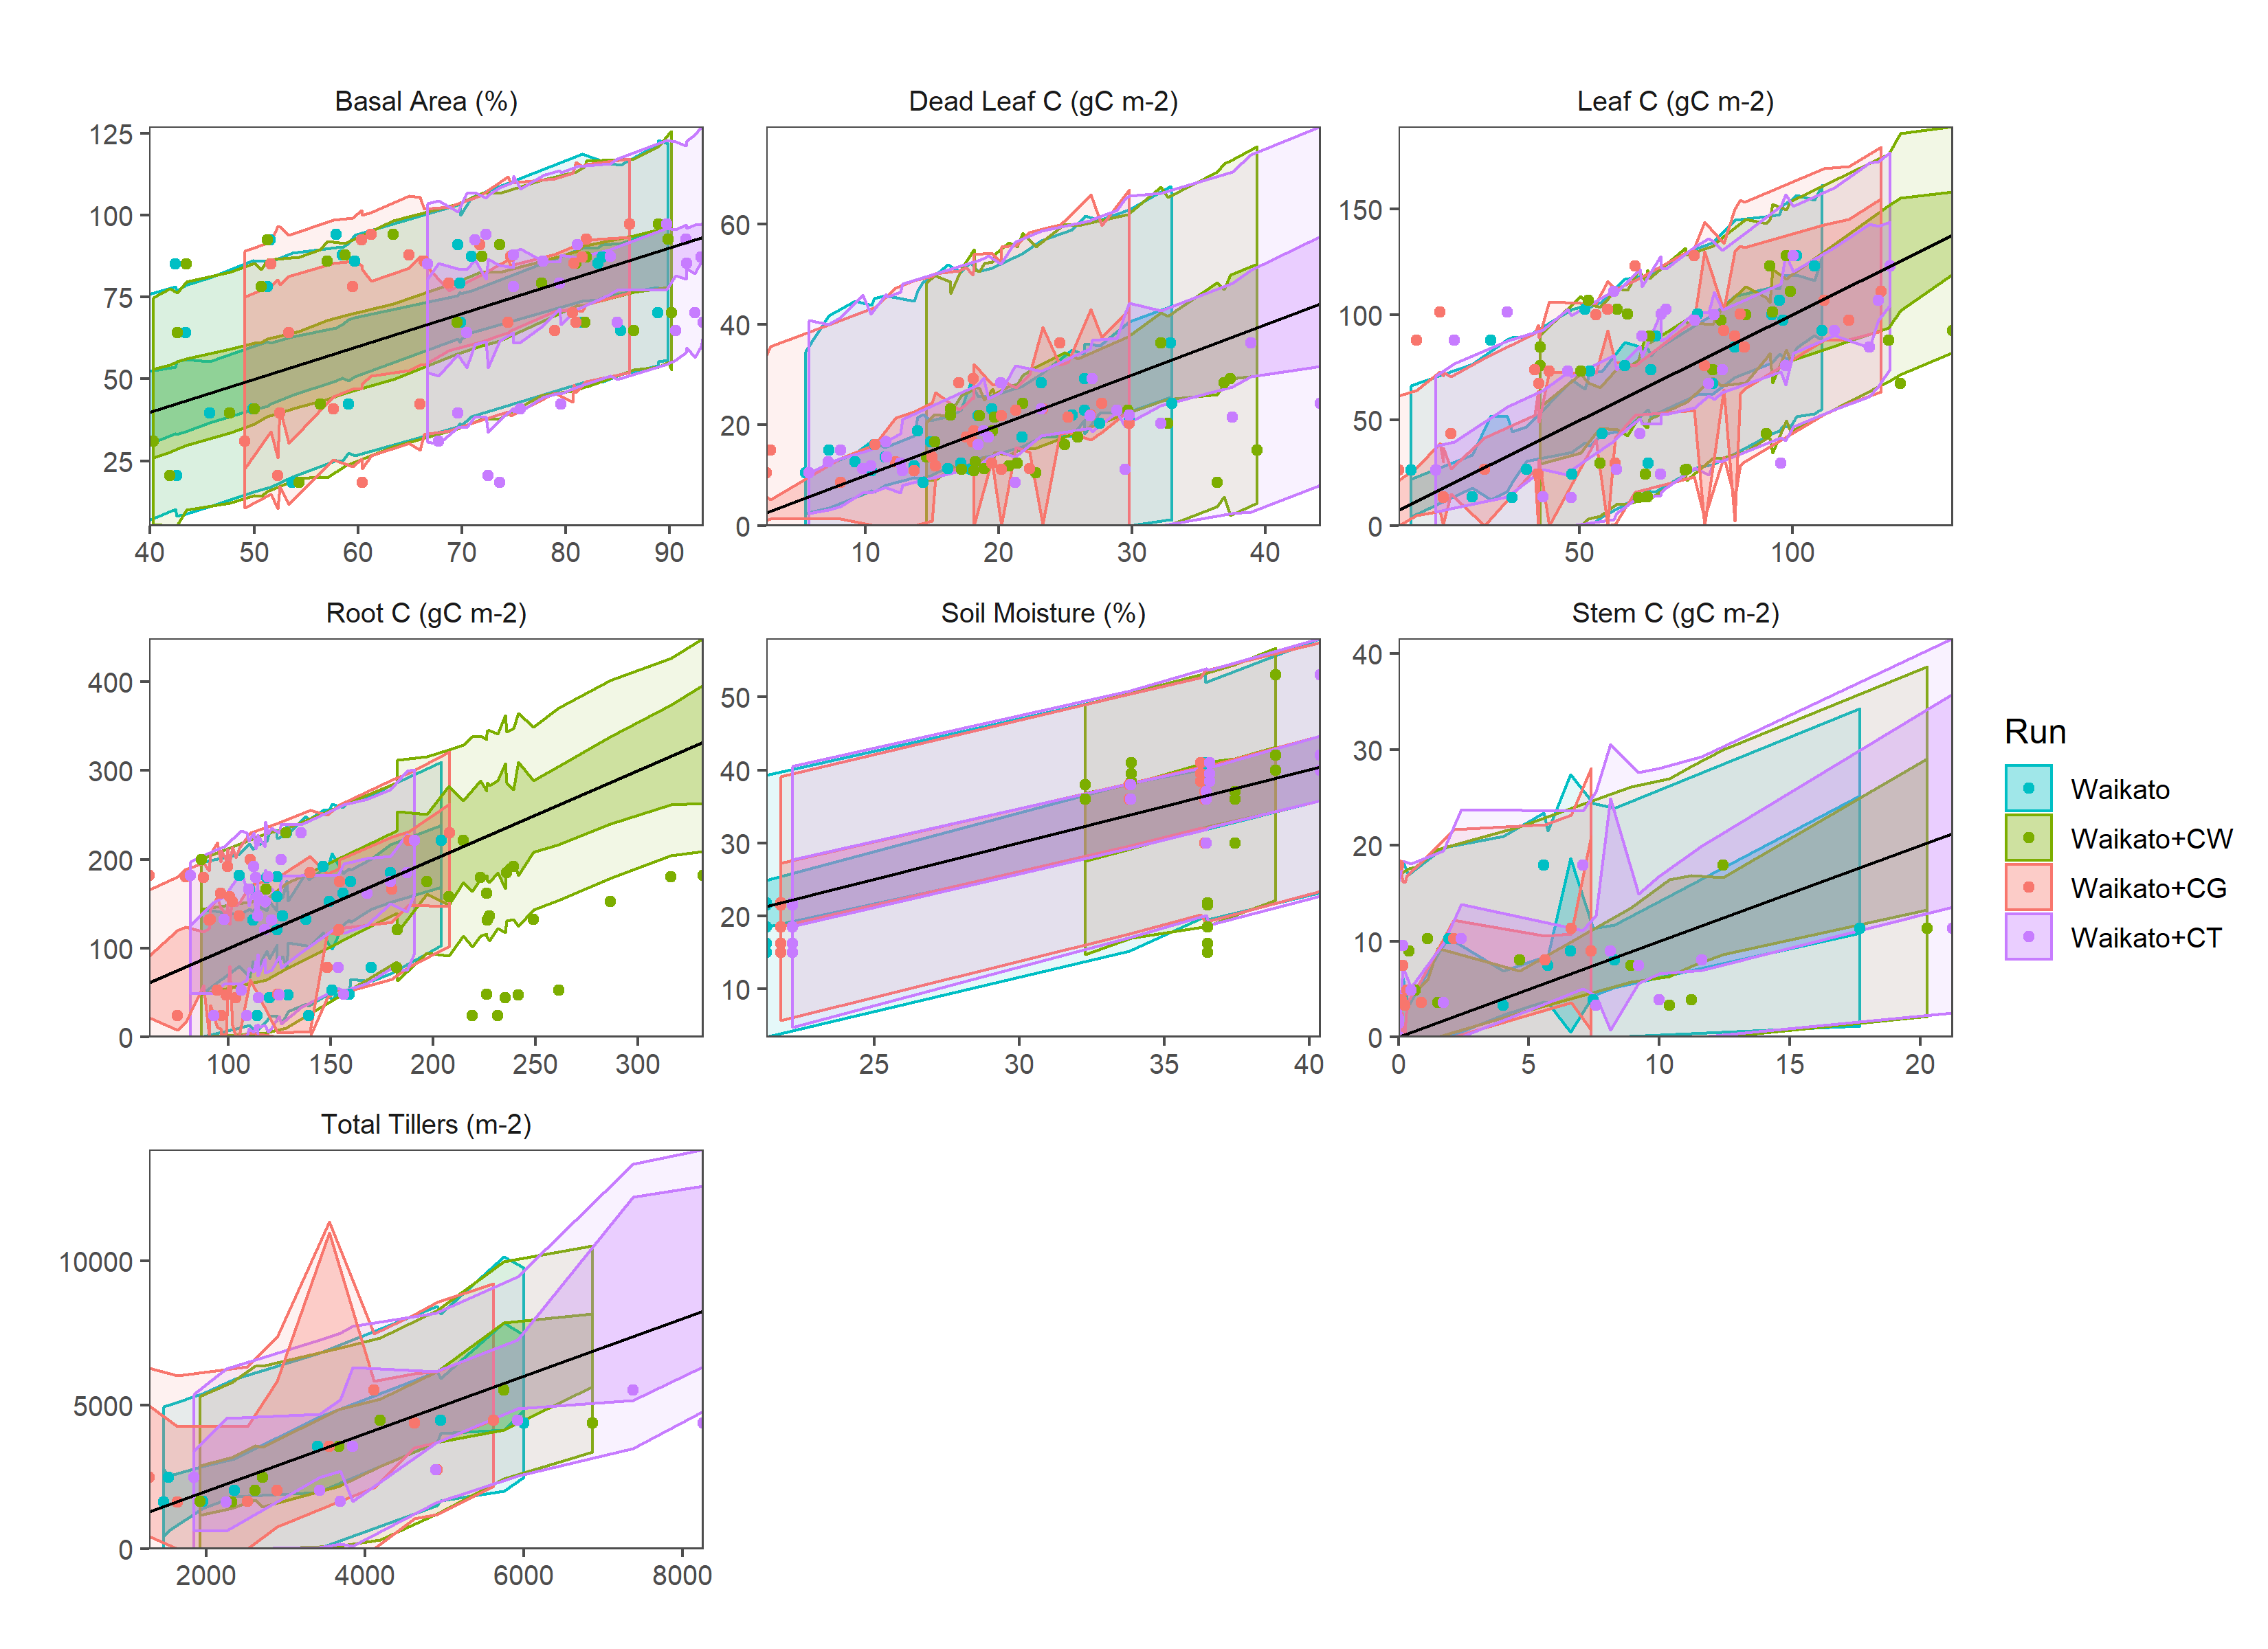 Basal Area (%)
Dead Leaf C (gC m-2)
Leaf C (gC m-2)
125
100
75
50
25
40 50 60 70 80 90
60
40
20
0
10 20 30 40
150
100
50
0
50 100
Root C (gC m-2)
Soil Moisture (%)
Stem C (gC m-2)
400
300
200
100
0
100 150 200 250 300
50
40
30
20
10
25 30 35 40
40
30
20
10
0
0 5 10 15 20
Run
Waikato
Waikato+CW
Waikato+CG
Waikato+CT
Total Tillers (m-2)
10000
5000
0
2000 4000 6000 8000